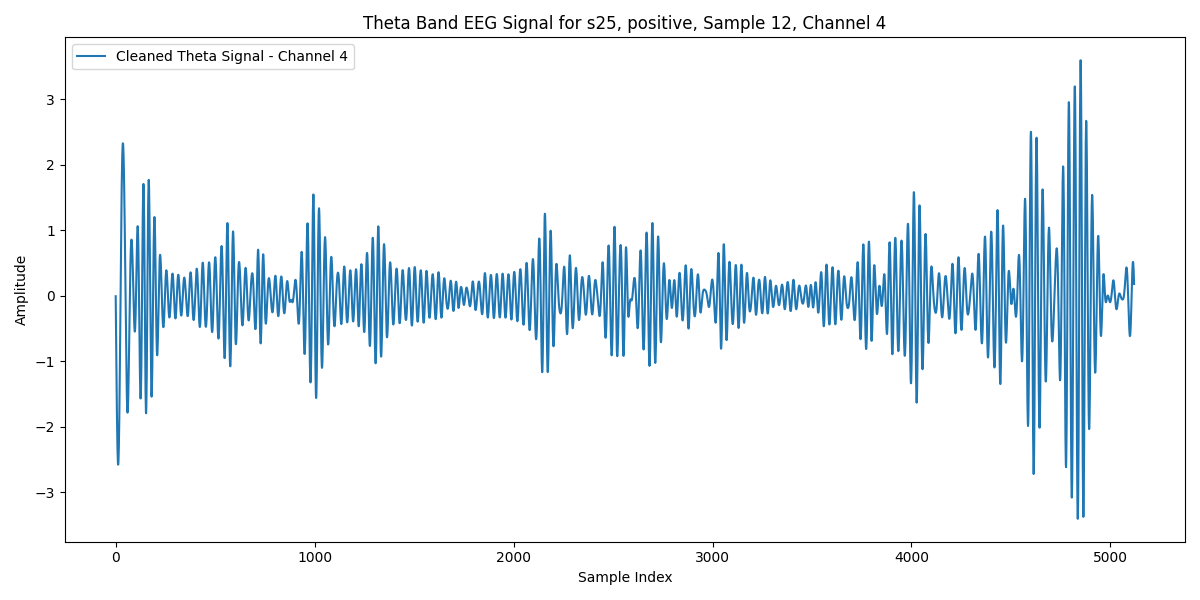 Theta Band EEG Signal for s25, positive, Sample 12, Channel 4
Cleaned Theta Signal - Channel 4
Amplitude
3
2
1
0
−1
−2
−3
0 1000 2000 3000 4000 5000
Sample Index